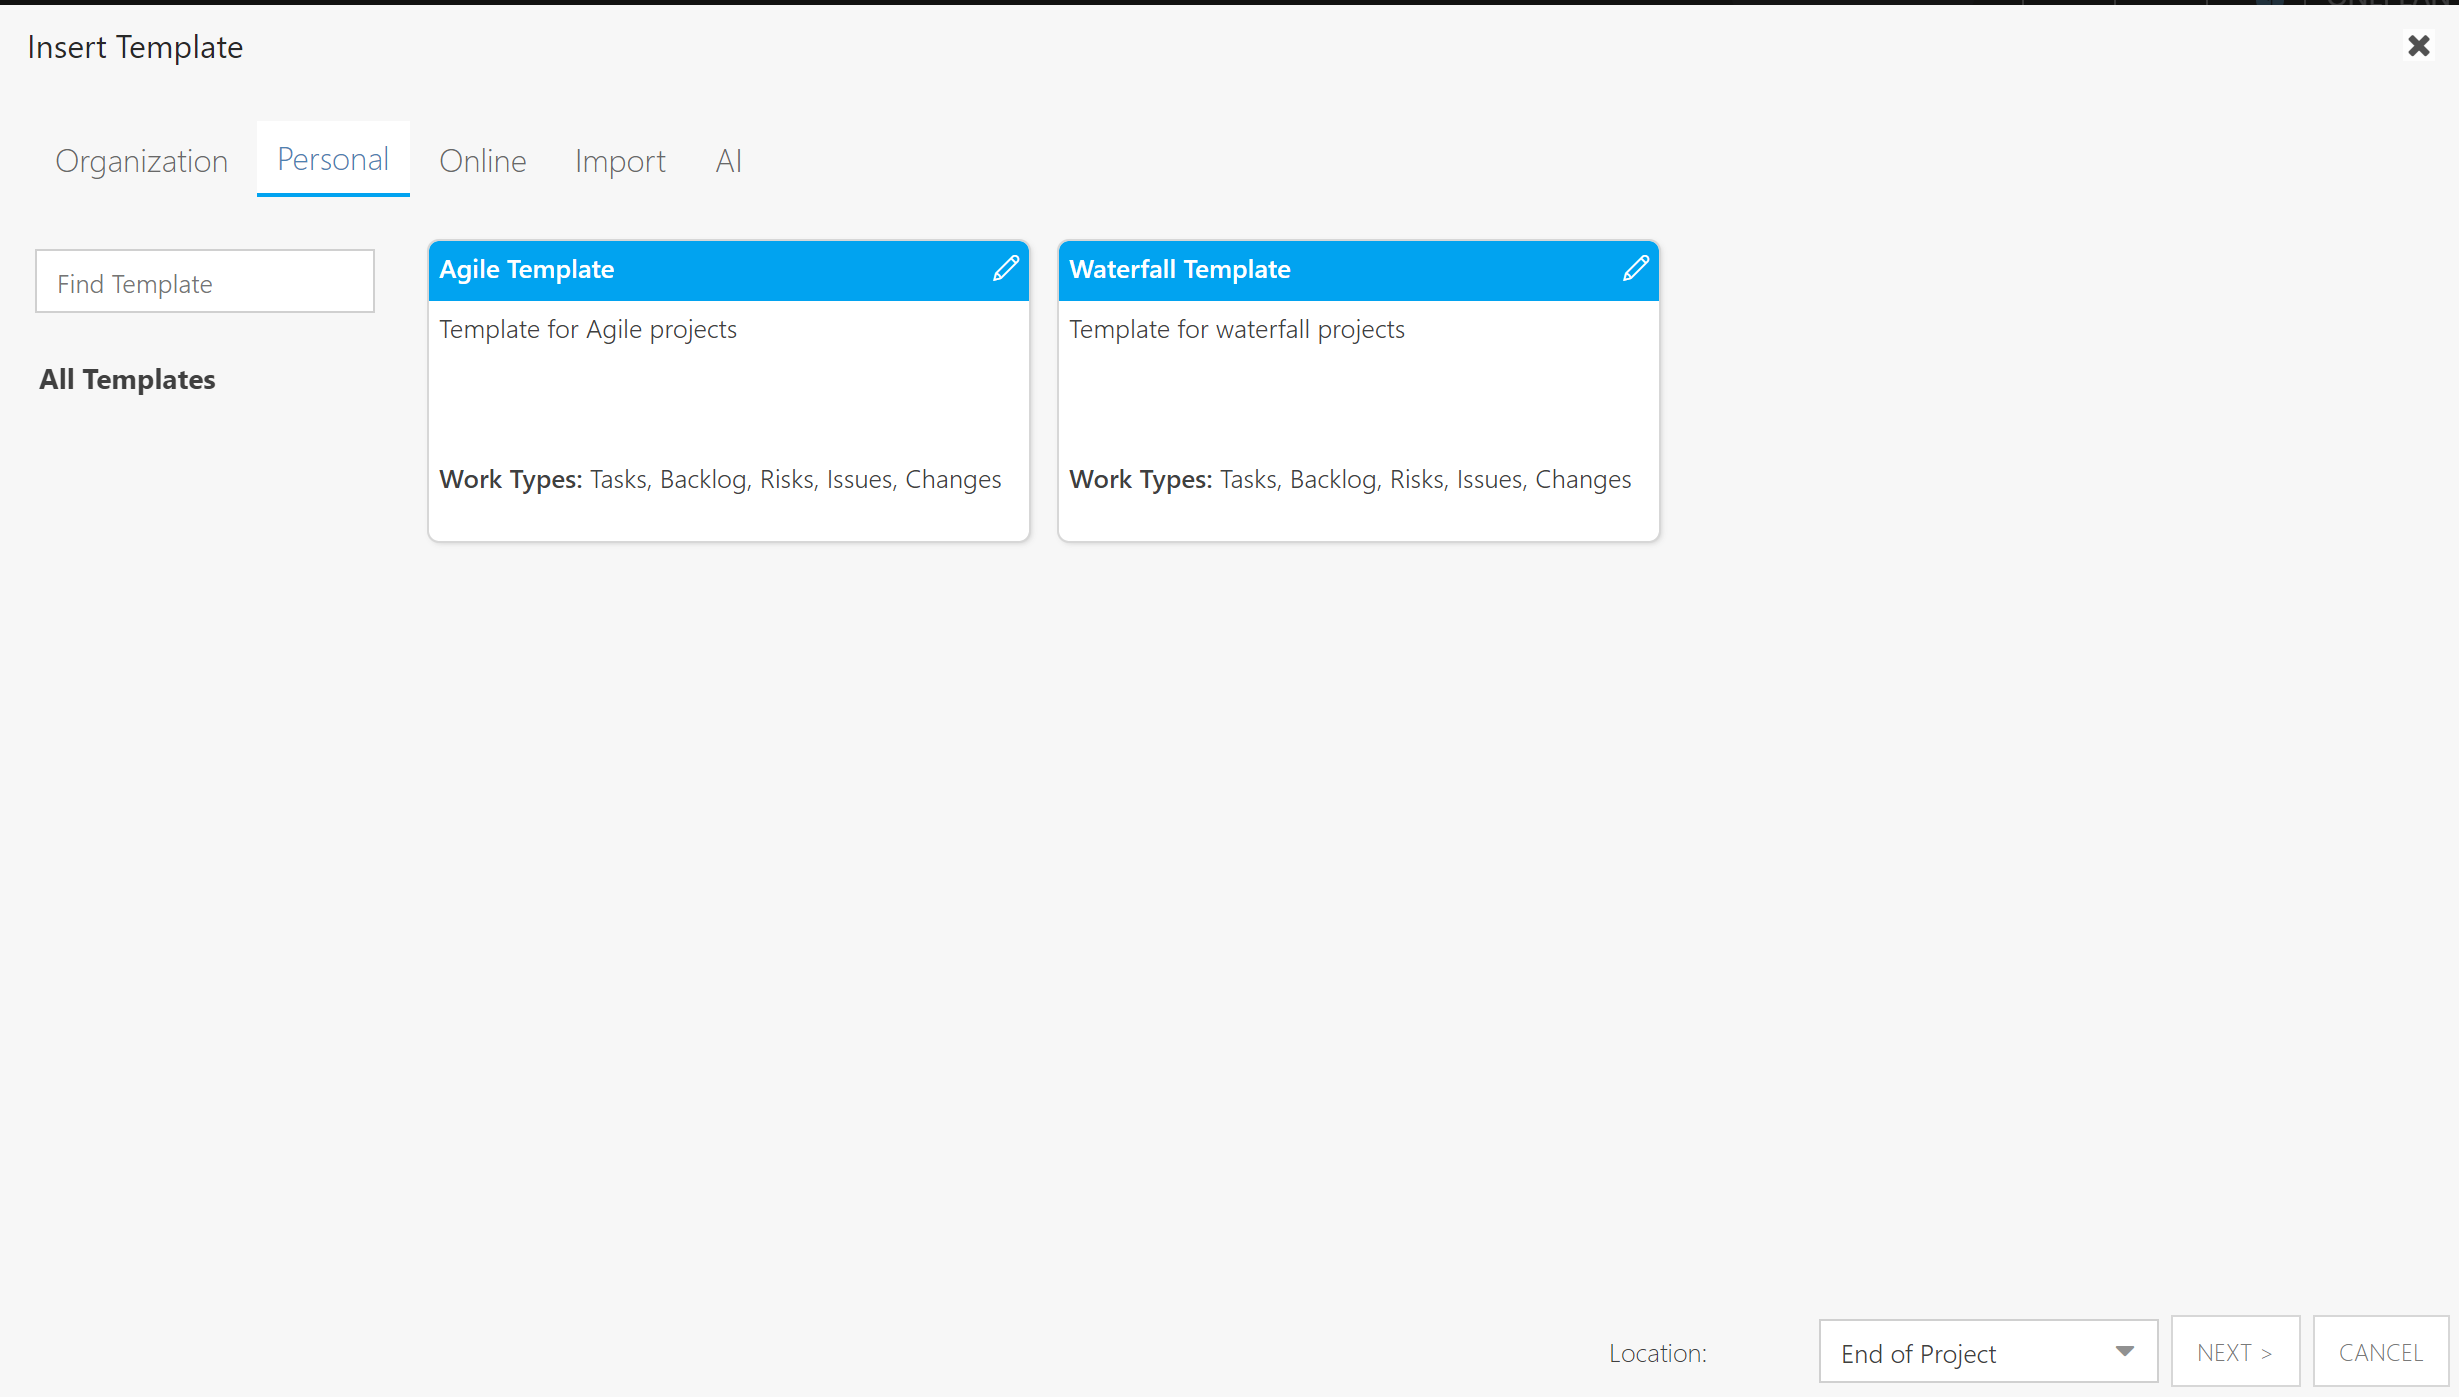 Insert Template
Organization
Personal
Online
Import
AI
Find Template
All Templates
Agile Template
Template for Agile projects
Work Types: Tasks, Backlog, Risks, Issues, Changes
Waterfall Template
Template for waterfall projects
Work Types: Tasks, Backlog, Risks, Issues, Changes
Location:
End of Project
NEXT >
CANCEL